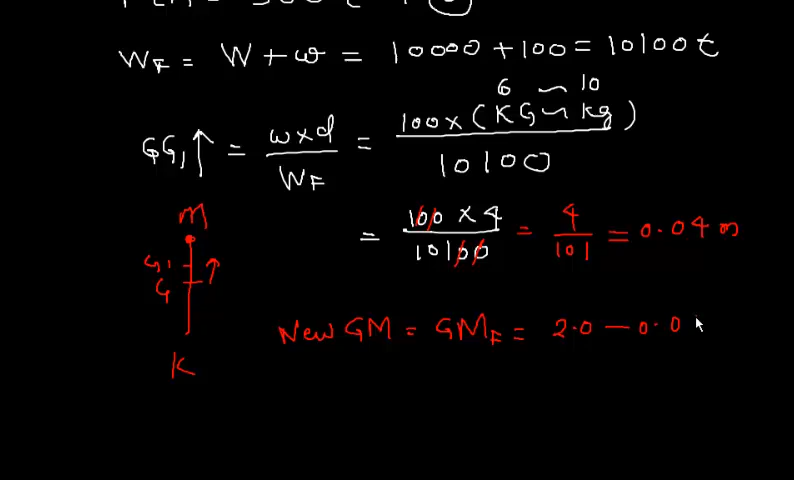 W_F = W + w = 10000 + 100 = 10100 t
6 ~ 10
GG₁ ↑ = w x d / W_F = 100 x (KG ~ Kg) / 10100
= 100 x 4 / 10100 = 4 / 101 = 0.04 m
M
G₁
G
K
New GM = GM_F = 2.0 — 0.0